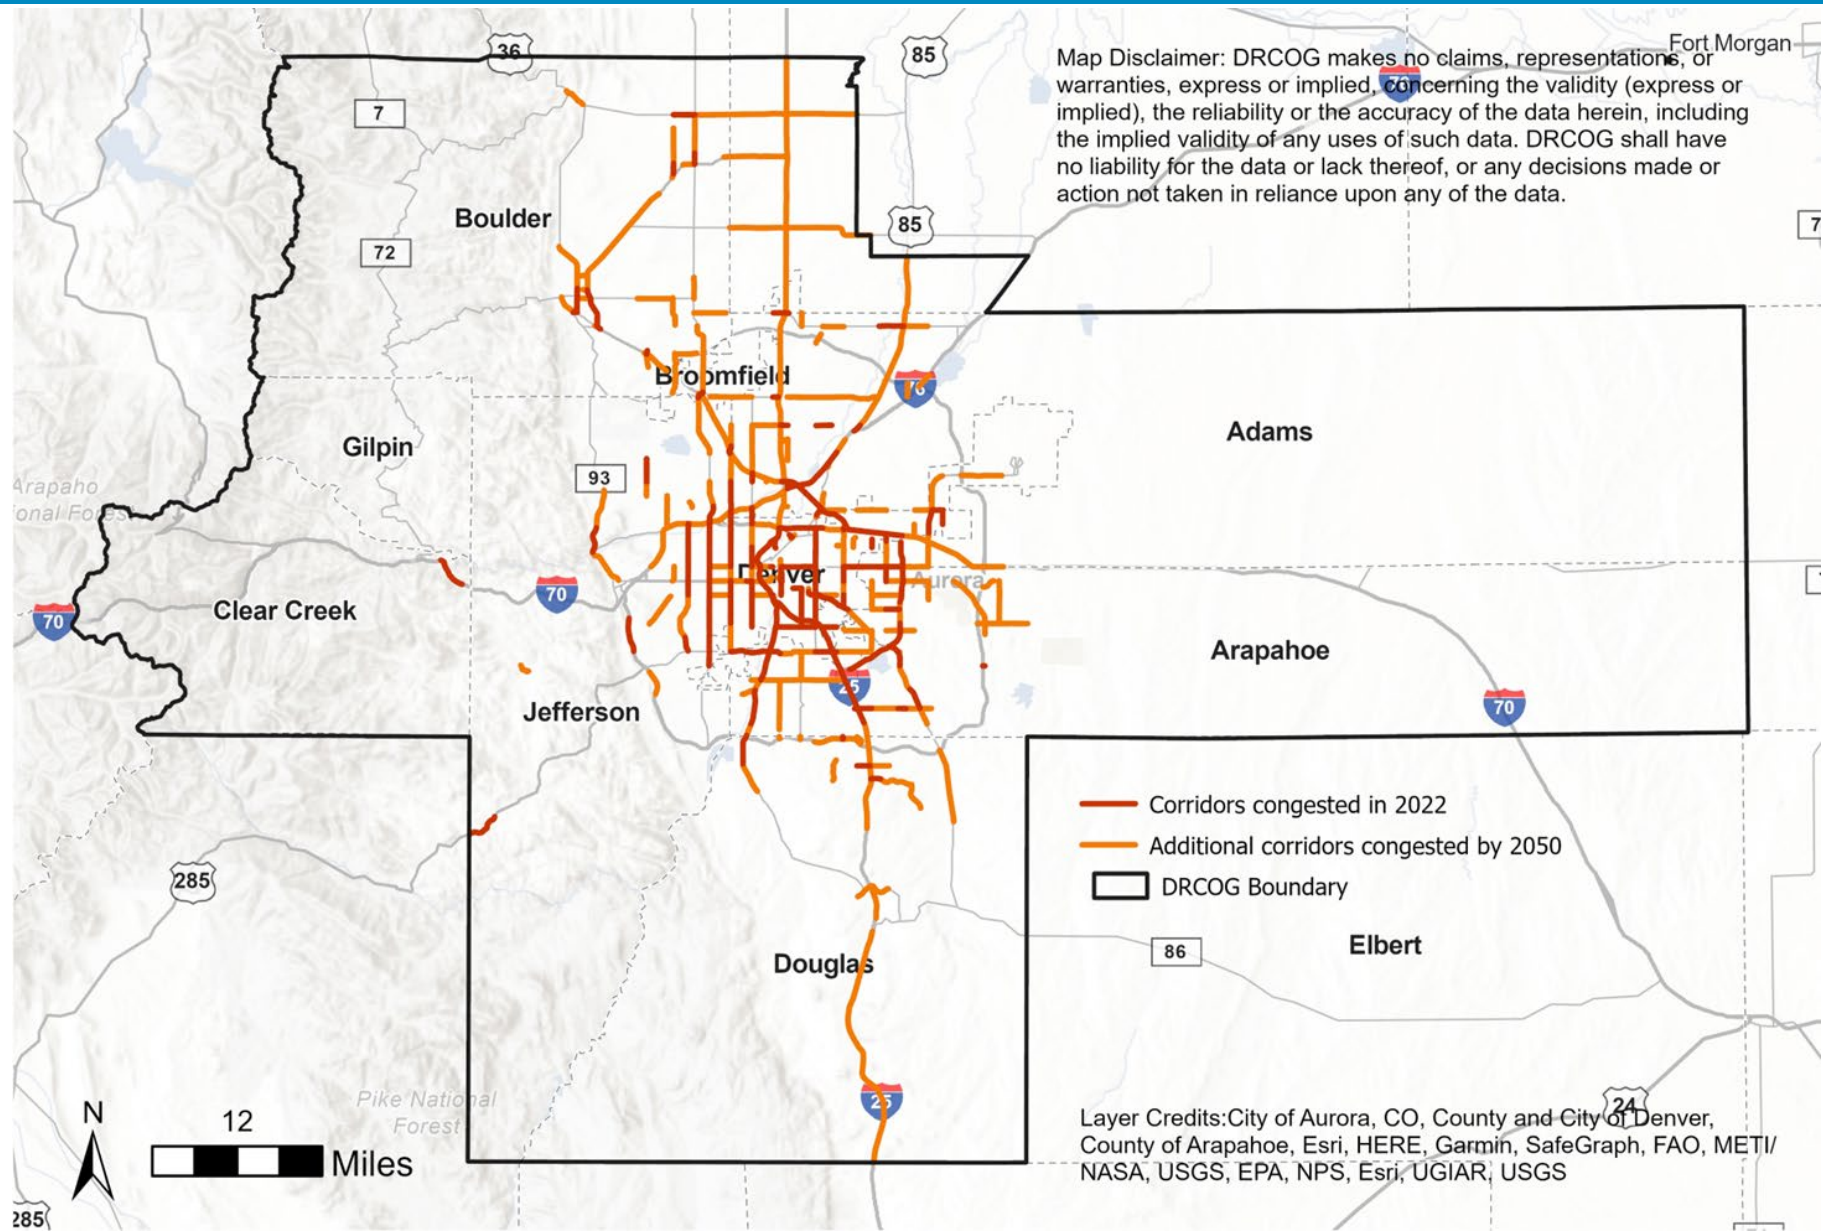 36
85
Fort Morgan
Map Disclaimer: DRCOG makes no claims, representations, or
warranties, express or implied, concerning the validity (express or
implied), the reliability or the accuracy of the data herein, including
the implied validity of any uses of such data. DRCOG shall have
no liability for the data or lack thereof, or any decisions made or
action not taken in reliance upon any of the data.
7
Boulder
85
7
72
Broomfield
76
Adams
Gilpin
93
Arapaho
ional Forest
Denver
Aurora
70
Clear Creek
70
Arapahoe
Jefferson
25
70
Corridors congested in 2022
Additional corridors congested by 2050
DRCOG Boundary
285
86
Elbert
Douglas
Pike National
Forest
25
N
12
Miles
24
Layer Credits:City of Aurora, CO, County and City of Denver,
County of Arapahoe, Esri, HERE, Garmin, SafeGraph, FAO, METI/
NASA, USGS, EPA, NPS, Esri, UGIAR, USGS
285